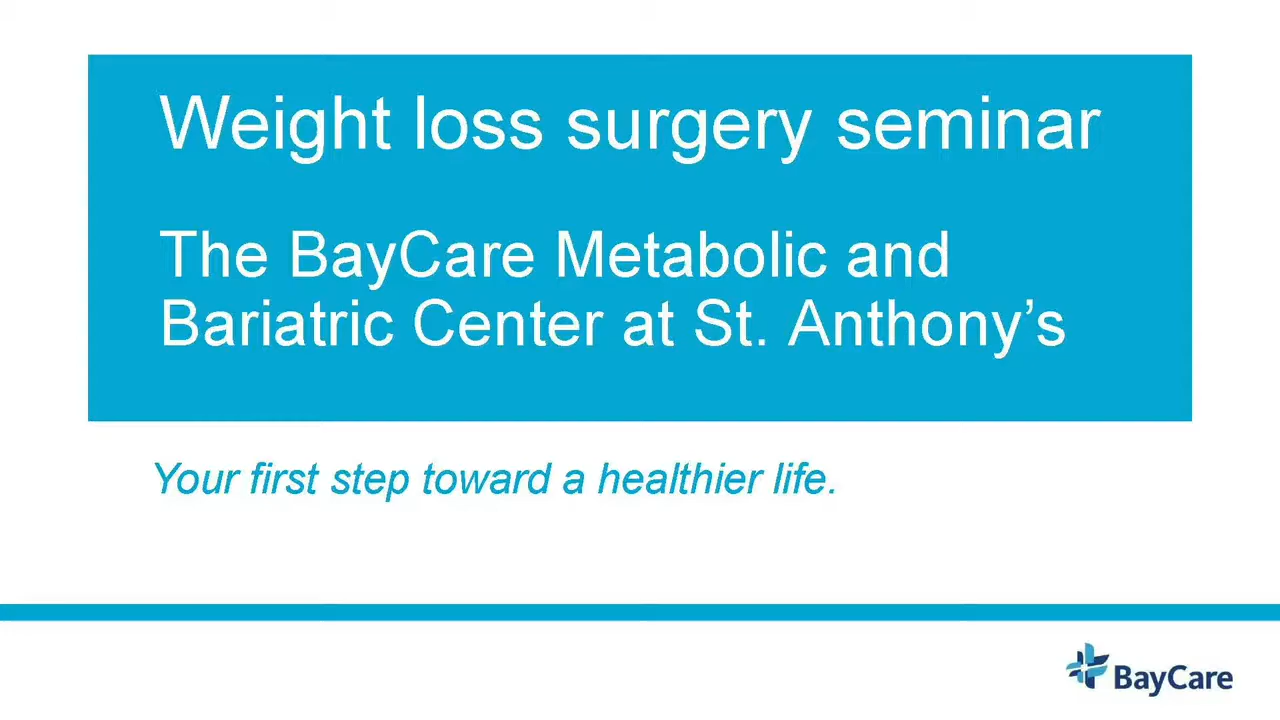 Weight loss surgery seminar
The BayCare Metabolic and
Bariatric Center at St. Anthony’s
Your first step toward a healthier life.
BayCare